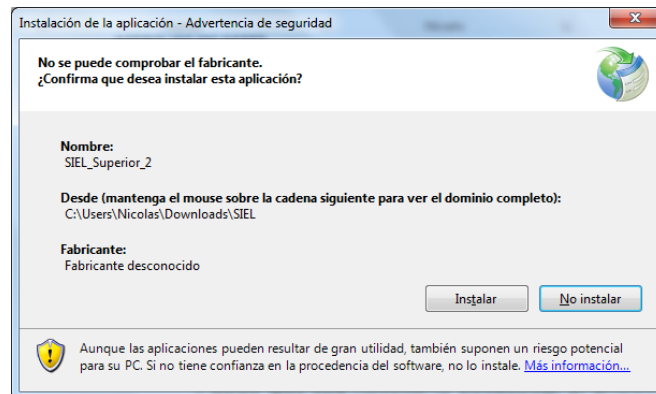 Instalación de la aplicación - Advertencia de seguridad
No se puede comprobar el fabricante.
¿Confirma que desea instalar esta aplicación?
Nombre:
SIEL_Superior_2
Desde (mantenga el mouse sobre la cadena siguiente para ver el dominio completo):
C:\Users\Nicolas\Downloads\SIEL
Fabricante:
Fabricante desconocido
Instalar
No instalar
Aunque las aplicaciones pueden resultar de gran utilidad, también suponen un riesgo potencial
para su PC. Si no tiene confianza en la procedencia del software, no lo instale. Más información...